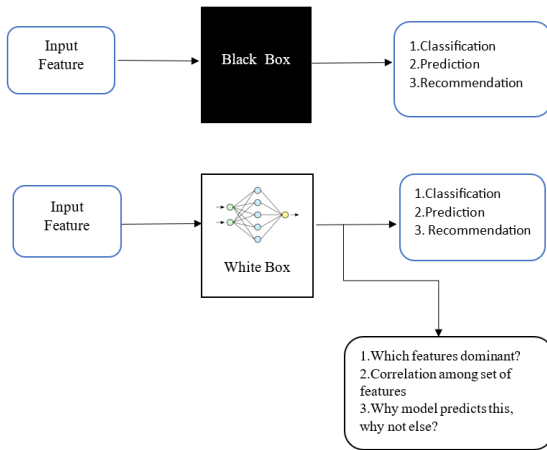 Input
Feature
Black Box
1.Classification
2.Prediction
3.Recommendation
Input
Feature
White Box
1.Classification
2.Prediction
3. Recommendation
1.Which features dominant?
2.Correlation among set of
features
3.Why model predicts this,
why not else?